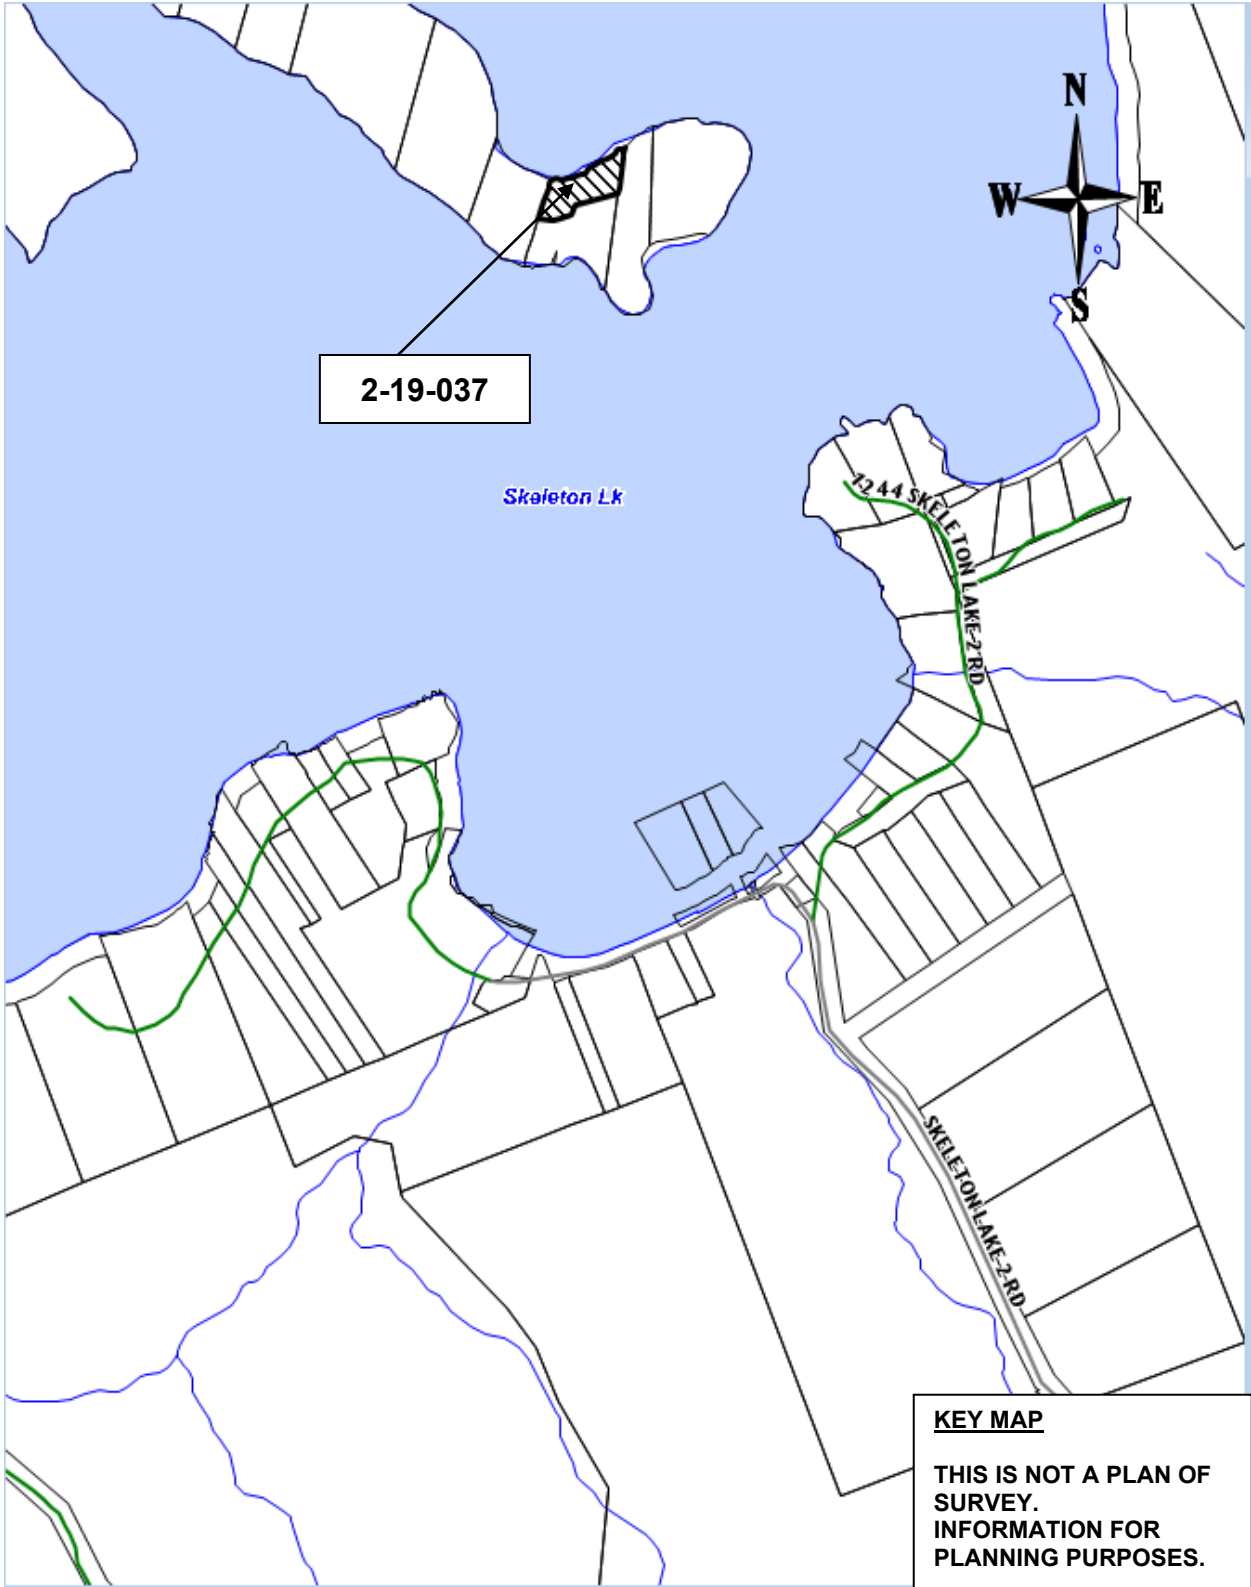 N
W E
S
2-19-037
Skeleton Lk
1244 SKELETON LAKE-2 RD
SKELETON-LAKE-2-RD
KEY MAP
THIS IS NOT A PLAN OF
SURVEY.
INFORMATION FOR
PLANNING PURPOSES.